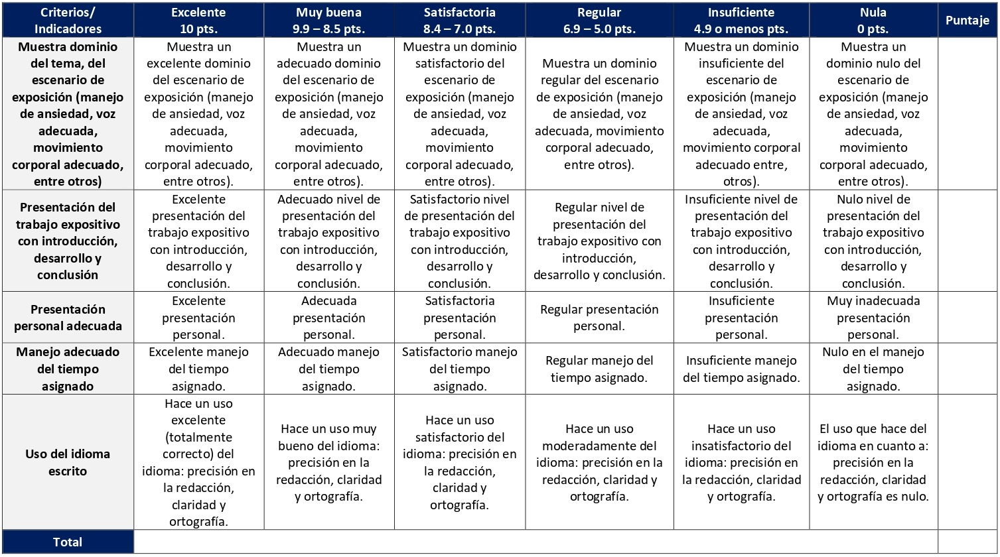 Criterios/
Indicadores
Excelente
10 pts.
Muy buena
9.9 – 8.5 pts.
Satisfactoria
8.4 – 7.0 pts.
Regular
6.9 – 5.0 pts.
Insuficiente
4.9 o menos pts.
Nula
0 pts.
Puntaje
Muestra dominio
del tema, del
escenario de
exposición (manejo
de ansiedad, voz
adecuada,
movimiento
corporal adecuado,
entre otros)
Muestra un
excelente dominio
del escenario de
exposición (manejo
de ansiedad, voz
adecuada,
movimiento
corporal adecuado,
entre otros).
Muestra un
adecuado dominio
del escenario de
exposición (manejo
de ansiedad, voz
adecuada,
movimiento
corporal adecuado,
entre otros).
Muestra un dominio
satisfactorio del
escenario de
exposición (manejo
de ansiedad, voz
adecuada,
movimiento
corporal adecuado,
entre otros).
Muestra un dominio
regular del escenario
de exposición (manejo
de ansiedad, voz
adecuada, movimiento
corporal adecuado,
entre otros).
Muestra un dominio
insuficiente del
escenario de
exposición (manejo
de ansiedad, voz
adecuada,
movimiento corporal
adecuado entre,
otros).
Muestra un
dominio nulo del
escenario de
exposición (manejo
de ansiedad, voz
adecuada,
movimiento
corporal adecuado,
entre otros).
Presentación del
trabajo expositivo
con introducción,
desarrollo y
conclusión
Excelente
presentación del
trabajo expositivo
con introducción,
desarrollo y
conclusión.
Adecuado nivel de
presentación del
trabajo expositivo
con introducción,
desarrollo y
conclusión.
Satisfactorio nivel
de presentación del
trabajo expositivo
con introducción,
desarrollo y
conclusión.
Regular nivel de
presentación del
trabajo expositivo con
introducción,
desarrollo y conclusión.
Insuficiente nivel de
presentación del
trabajo expositivo
con introducción,
desarrollo y
conclusión.
Nulo nivel de
presentación del
trabajo expositivo
con introducción,
desarrollo y
conclusión.
Presentación
personal adecuada
Excelente
presentación
personal.
Adecuada
presentación
personal.
Satisfactoria
presentación
personal.
Regular presentación
personal.
Insuficiente
presentación
personal.
Muy inadecuada
presentación
personal.
Manejo adecuado
del tiempo
asignado
Excelente manejo
del tiempo
asignado.
Adecuado manejo
del tiempo
asignado.
Satisfactorio manejo
del tiempo
asignado.
Regular manejo del
tiempo asignado.
Insuficiente manejo
del tiempo asignado.
Nulo en el manejo
del tiempo
asignado.
Uso del idioma
escrito
Hace un uso
excelente
(totalmente
correcto) del
idioma: precisión en
la redacción,
claridad y
ortografía.
Hace un uso muy
bueno del idioma:
precisión en la
redacción, claridad
y ortografía.
Hace un uso
satisfactorio del
idioma: precisión en
la redacción,
claridad y
ortografía.
Hace un uso
moderadamente del
idioma: precisión en la
redacción, claridad y
ortografía.
Hace un uso
insatisfactorio del
idioma: precisión en
la redacción, claridad
y ortografía.
El uso que hace del
idioma en cuanto a:
precisión en la
redacción, claridad
y ortografía es nulo.
Total